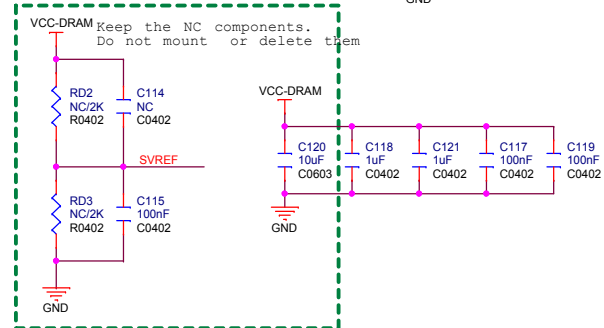 GND
VCC-DRAM
Keep the NC components.
Do not mount or delete them
RD2
NC/2K
R0402
C114
NC
C0402
SVREF
RD3
NC/2K
R0402
C115
100nF
C0402
GND
VCC-DRAM
C120
10uF
C0603
C118
1uF
C0402
C121
1uF
C0402
C117
100nF
C0402
C119
100nF
C0402
GND